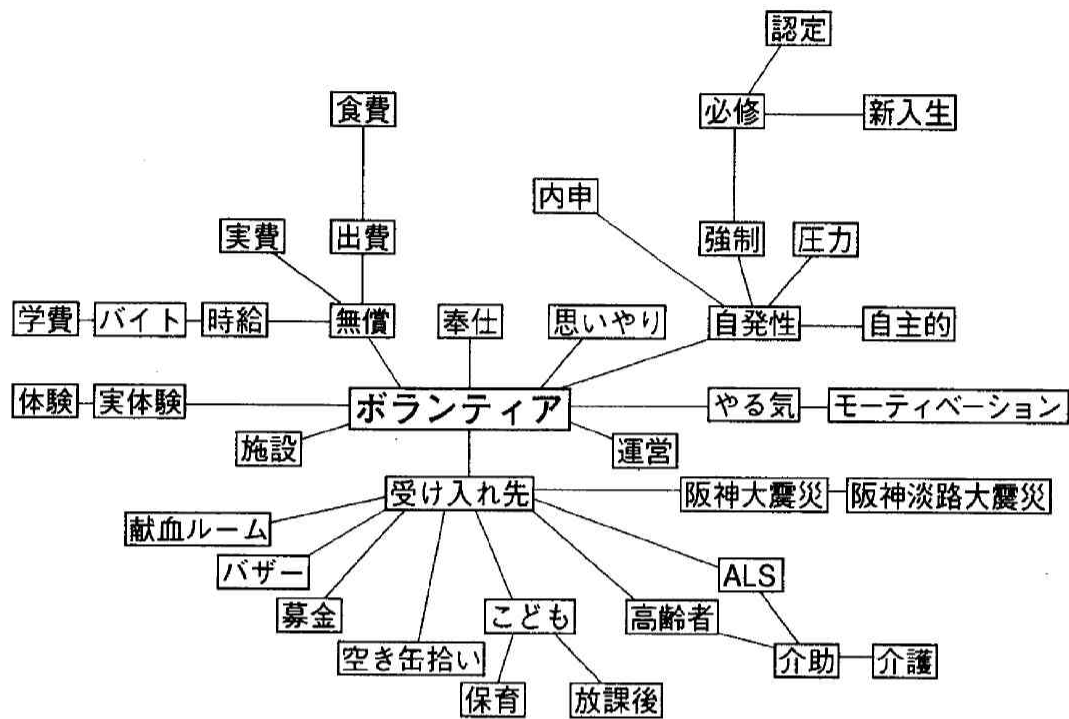 認定
食費
必修
新入生
内申
実費
出費
強制
圧力
学費
バイト
時給
無償
奉仕
思いやり
自発性
自主的
体験
実体験
ボランティア
やる気
モーティベーション
施設
運営
受け入れ先
阪神大震災
阪神淡路大震災
献血ルーム
バザー
ALS
募金
こども
高齢者
空き缶拾い
介助
介護
保育
放課後